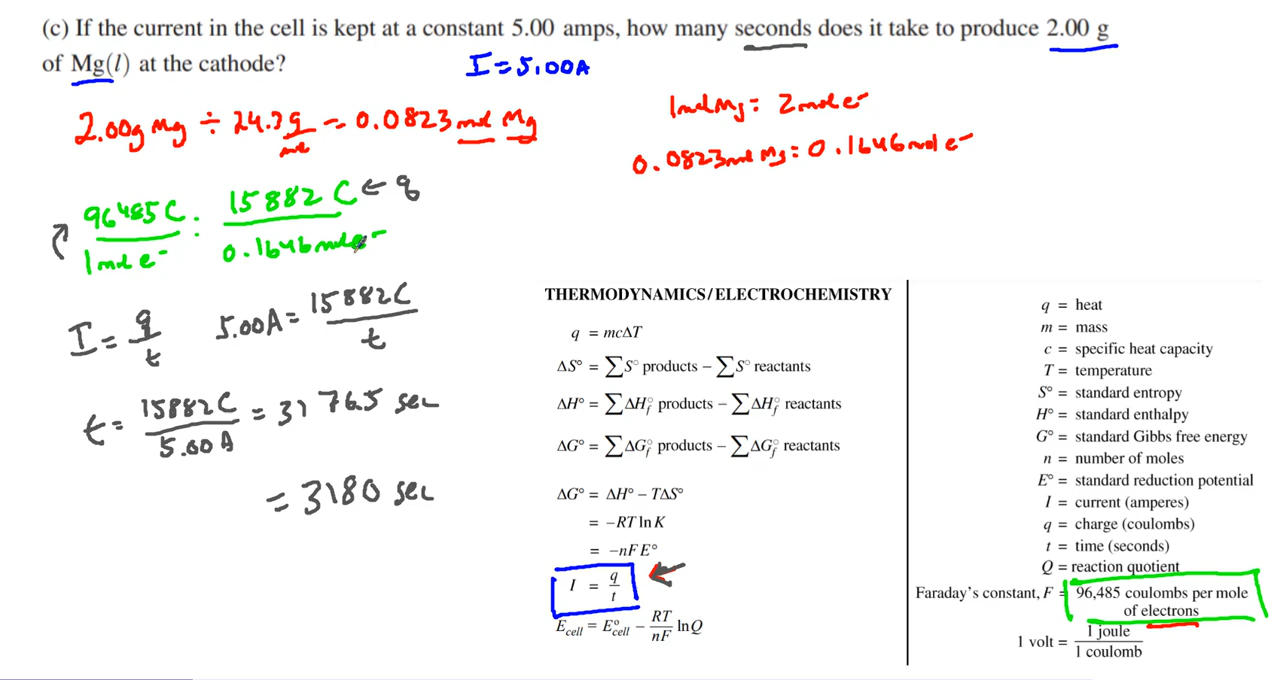 (c) If the current in the cell is kept at a constant 5.00 amps, how many seconds does it take to produce 2.00 g
of Mg(l) at the cathode?
I = 5.00A
2.00g Mg ÷ 24.3 g/mol = 0.0823 mol Mg
1 mol Mg = 2 mol e⁻
0.0823 mol Mg = 0.1646 mol e⁻
96485 C / 1 mol e⁻ = 15882 C / 0.1646 mol e⁻ ← q
I = q/t 5.00A = 15882C / t
t = 15882C / 5.00A = 3176.5 sec
= 3180 sec
THERMODYNAMICS/ELECTROCHEMISTRY
q = mcΔT
ΔS° = ∑S° products − ∑S° reactants
ΔH° = ∑ΔH°f products − ∑ΔH°f reactants
ΔG° = ∑ΔG°f products − ∑ΔG°f reactants
ΔG° = ΔH° − TΔS°
= −RT ln K
= −nFE°
I = q/t
Ecell = E°cell − RT/nF ln Q
q = heat
m = mass
c = specific heat capacity
T = temperature
S° = standard entropy
H° = standard enthalpy
G° = standard Gibbs free energy
n = number of moles
E° = standard reduction potential
I = current (amperes)
q = charge (coulombs)
t = time (seconds)
Q = reaction quotient
Faraday's constant, F = 96,485 coulombs per mole
of electrons
1 volt = 1 joule / 1 coulomb